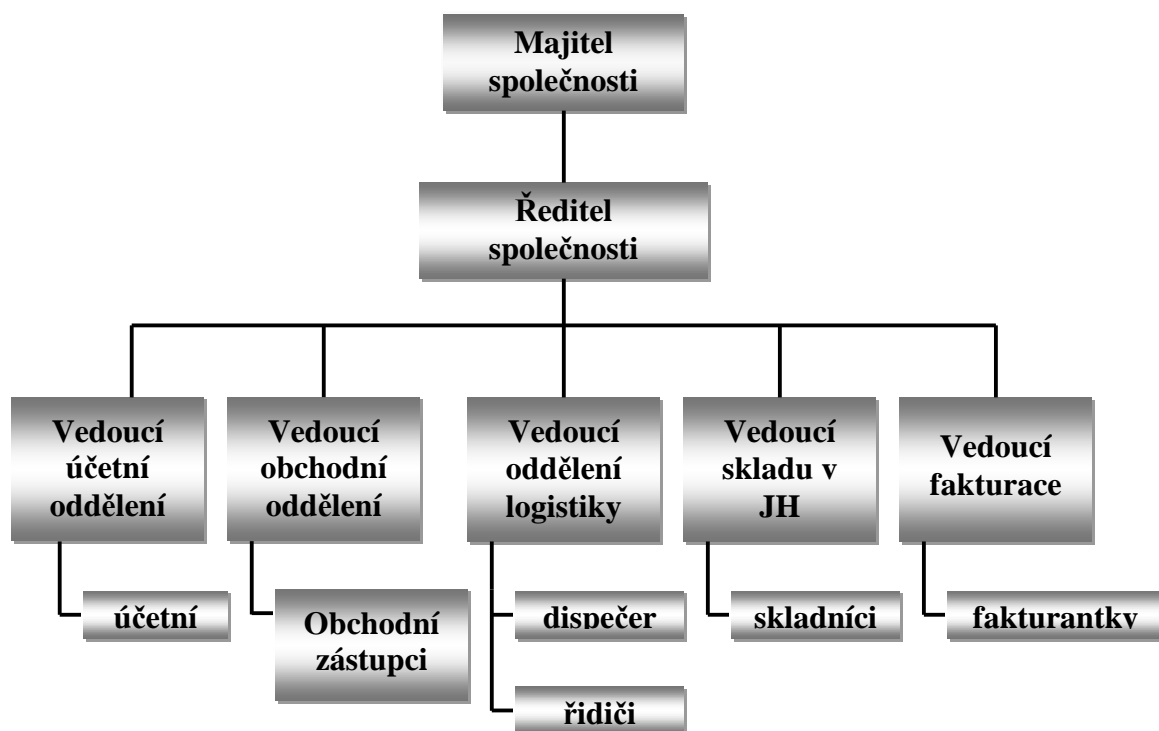 Majitel
společnosti
Ředitel
společnosti
Vedoucí
účetní
oddělení
Vedoucí
obchodní
oddělení
Vedoucí
oddělení
logistiky
Vedoucí
skladu v
JH
Vedoucí
fakturace
účetní
Obchodní
zástupci
dispečer
řidiči
skladníci
fakturantky